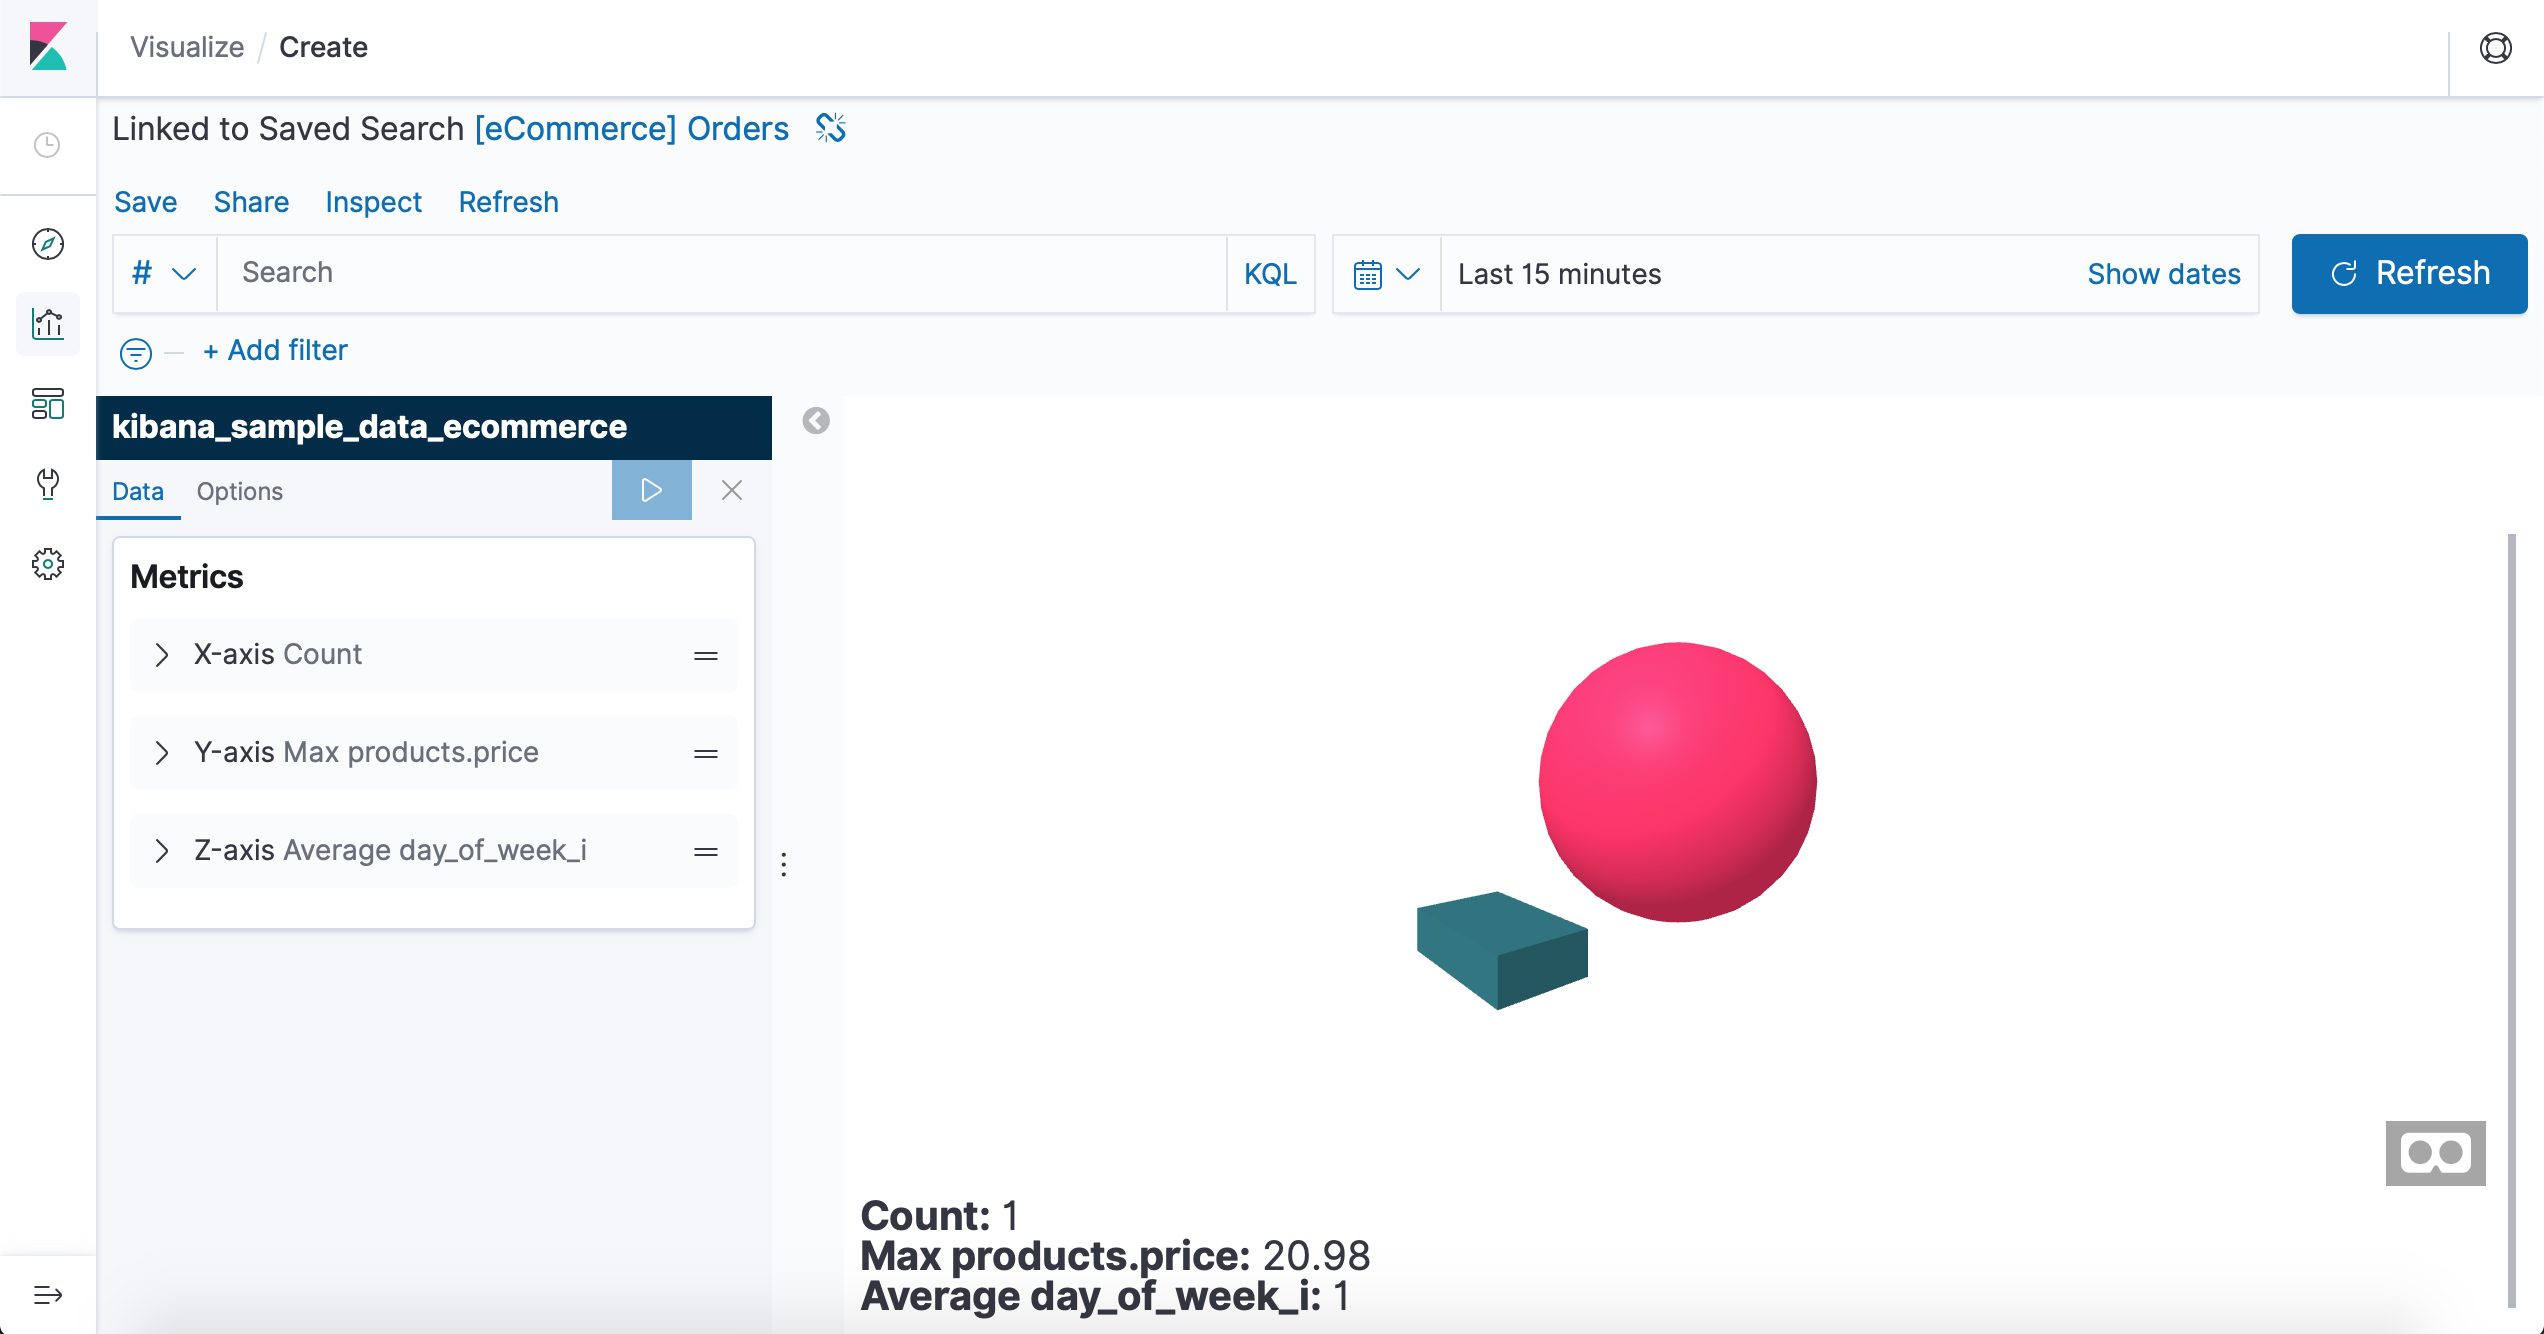 Visualize / Create
Linked to Saved Search [eCommerce] Orders
Save Share Inspect Refresh
# Search KQL Last 15 minutes Show dates Refresh
+ Add filter
kibana_sample_data_ecommerce
Data Options
Metrics
X-axis Count
Y-axis Max products.price
Z-axis Average day_of_week_i
Count: 1
Max products.price: 20.98
Average day_of_week_i: 1